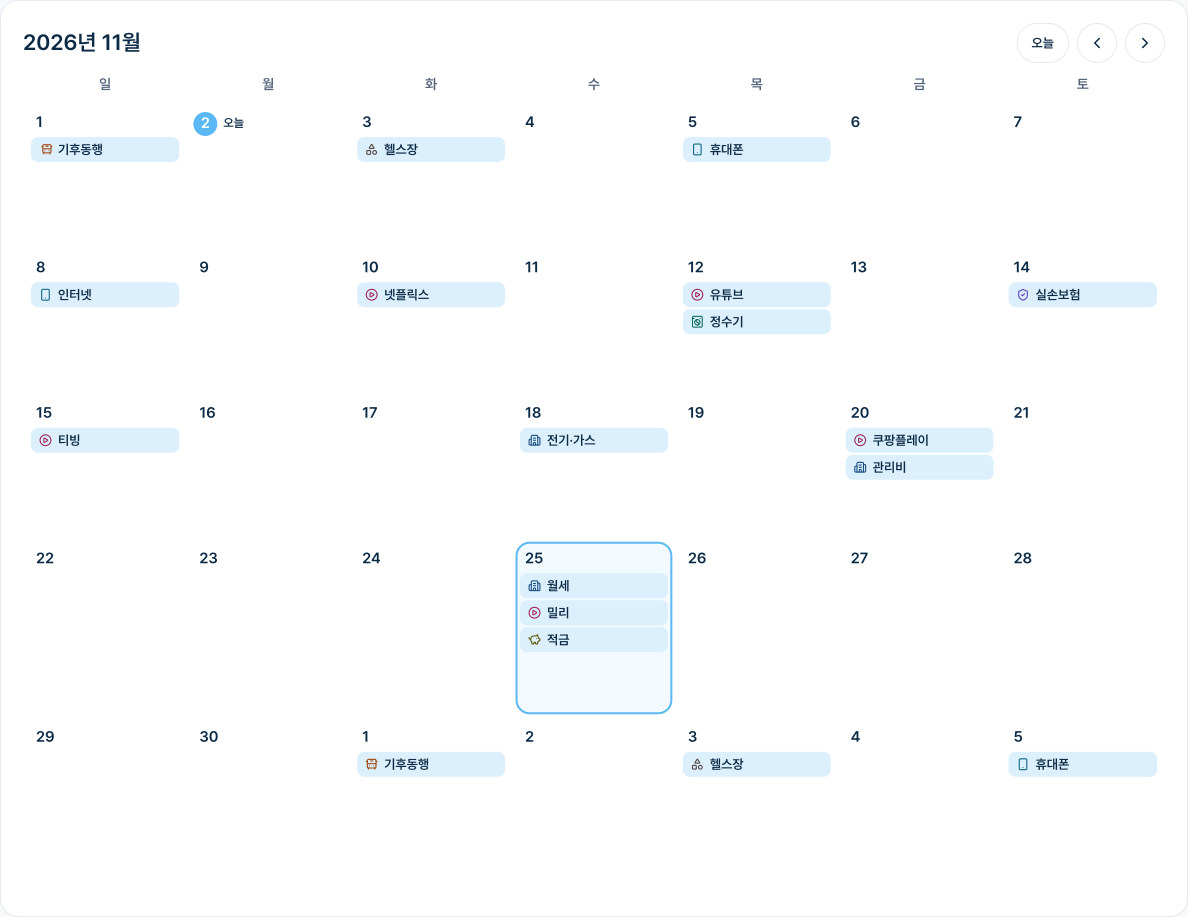 2026년 11월
오늘
일 월 화 수 목 금 토
1 2 오늘 3 4 5 6 7
기후동행 헬스장 휴대폰
8 9 10 11 12 13 14
인터넷 넷플릭스 유튜브 실손보험
정수기
15 16 17 18 19 20 21
티빙 전기·가스 쿠팡플레이
관리비
22 23 24 25 26 27 28
월세
밀리
적금
29 30 1 2 3 4 5
기후동행 헬스장 휴대폰